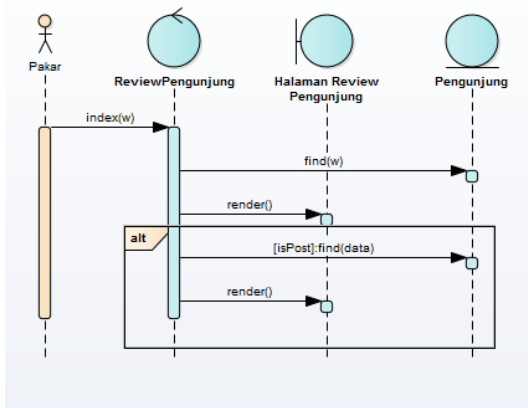 Pakar
ReviewPengunjung
Halaman Review
Pengunjung
Pengunjung
index(w)
find(w)
render()
alt
[isPost]:find(data)
render()